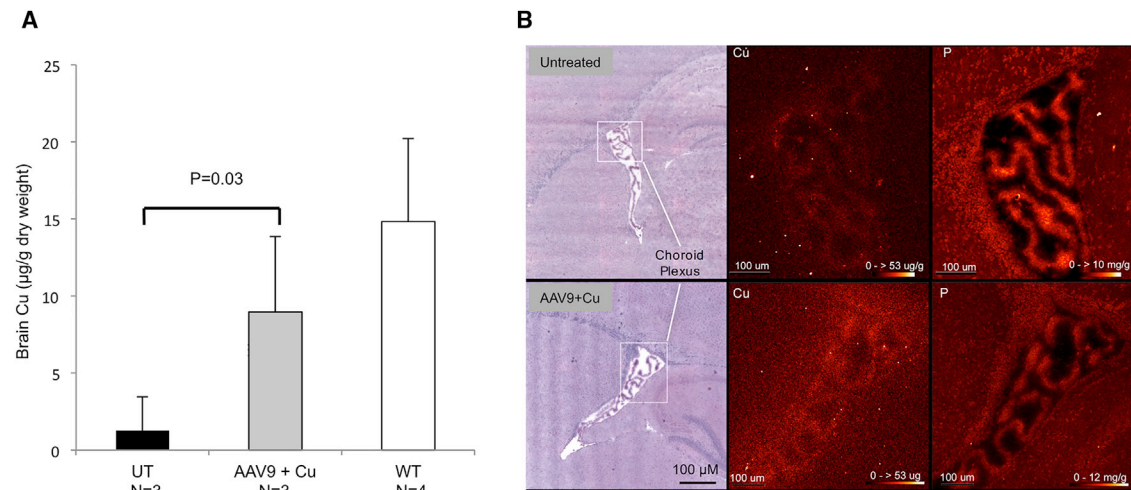 A
B
25
20
15
10
5
0
Brain Cu (µg/g dry weight)
P=0.03
UT
AAV9 + Cu
WT
N=4
Untreated
Choroid
Plexus
AAV9+Cu
100 µM
Cu
100 um
0 - > 53 ug/g
P
100 um
0 - > 10 mg/g
Cu
100 um
0 - > 53 ug
P
100 um
0 - 12 mg/g